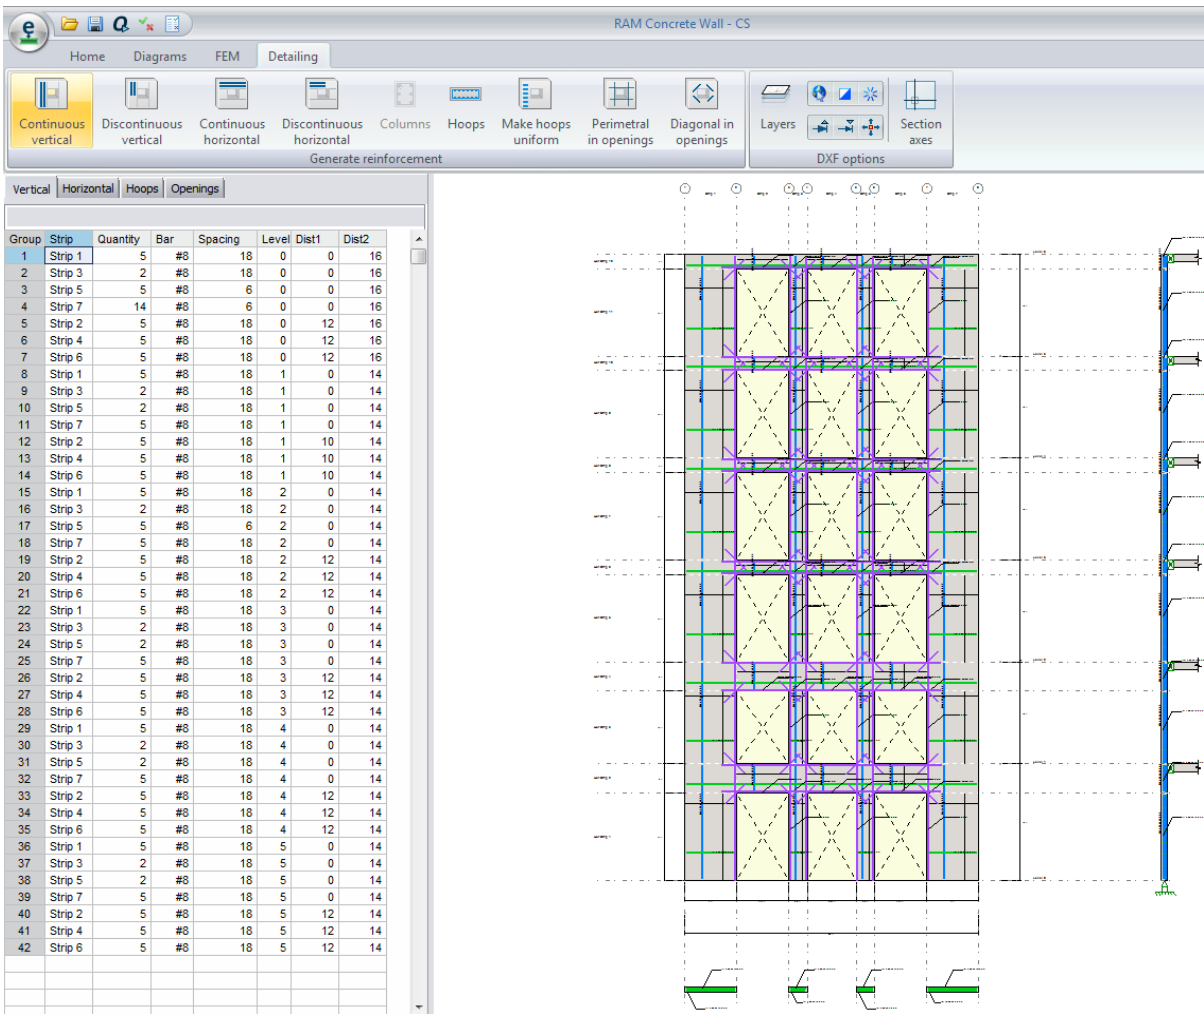 RAM Concrete Wall - CS
Home Diagrams FEM Detailing
Continuous vertical Discontinuous vertical Continuous horizontal Discontinuous horizontal Columns Hoops Make hoops uniform Perimetral in openings Diagonal in openings Layers Section axes
Generate reinforcement DXF options
Vertical Horizontal Hoops Openings
Group Strip Quantity Bar Spacing Level Dist1 Dist2
1 Strip 1 5 #8 18 0 0 16
2 Strip 3 2 #8 18 0 0 16
3 Strip 5 5 #8 6 0 0 16
4 Strip 7 14 #8 6 0 0 16
5 Strip 2 5 #8 18 0 12 16
6 Strip 4 5 #8 18 0 12 16
7 Strip 6 5 #8 18 0 12 16
8 Strip 1 5 #8 18 1 0 14
9 Strip 3 2 #8 18 1 0 14
10 Strip 5 2 #8 18 1 0 14
11 Strip 7 5 #8 18 1 0 14
12 Strip 2 5 #8 18 1 10 14
13 Strip 4 5 #8 18 1 10 14
14 Strip 6 5 #8 18 1 10 14
15 Strip 1 5 #8 18 2 0 14
16 Strip 3 2 #8 18 2 0 14
17 Strip 5 5 #8 6 2 0 14
18 Strip 7 5 #8 18 2 0 14
19 Strip 2 5 #8 18 2 12 14
20 Strip 4 5 #8 18 2 12 14
21 Strip 6 5 #8 18 2 12 14
22 Strip 1 5 #8 18 3 0 14
23 Strip 3 2 #8 18 3 0 14
24 Strip 5 2 #8 18 3 0 14
25 Strip 7 5 #8 18 3 0 14
26 Strip 2 5 #8 18 3 12 14
27 Strip 4 5 #8 18 3 12 14
28 Strip 6 5 #8 18 3 12 14
29 Strip 1 5 #8 18 4 0 14
30 Strip 3 2 #8 18 4 0 14
31 Strip 5 2 #8 18 4 0 14
32 Strip 7 5 #8 18 4 0 14
33 Strip 2 5 #8 18 4 12 14
34 Strip 4 5 #8 18 4 12 14
35 Strip 6 5 #8 18 4 12 14
36 Strip 1 5 #8 18 5 0 14
37 Strip 3 2 #8 18 5 0 14
38 Strip 5 2 #8 18 5 0 14
39 Strip 7 5 #8 18 5 0 14
40 Strip 2 5 #8 18 5 12 14
41 Strip 4 5 #8 18 5 12 14
42 Strip 6 5 #8 18 5 12 14